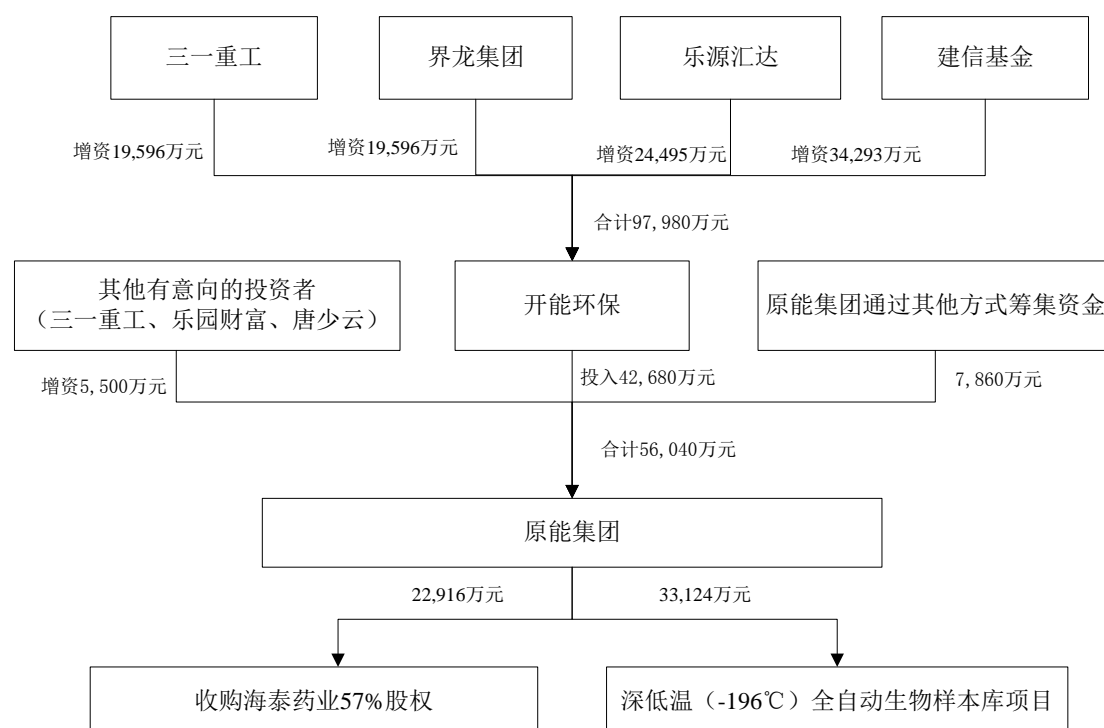 三一重工
界龙集团
乐源汇达
建信基金
增资19,596万元
增资19,596万元
增资24,495万元
增资34,293万元
合计97,980万元
其他有意向的投资者
（三一重工、乐园财富、唐少云）
开能环保
原能集团通过其他方式筹集资金
增资5,500万元
投入42,680万元
7,860万元
合计56,040万元
原能集团
22,916万元
33,124万元
收购海泰药业57%股权
深低温（-196℃）全自动生物样本库项目